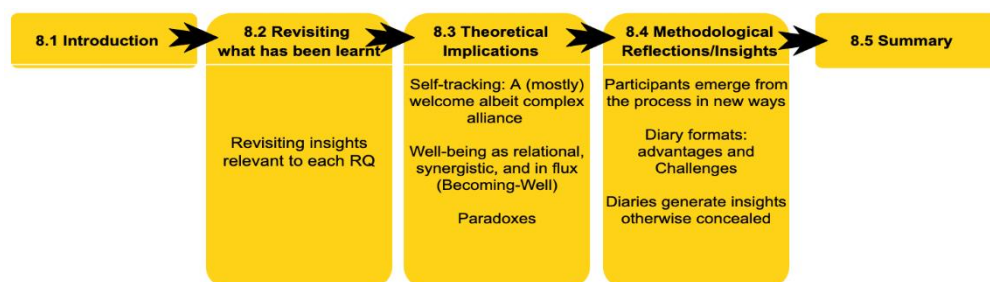 8.1 Introduction
8.2 Revisiting
what has been learnt
Revisiting insights
relevant to each RQ
8.3 Theoretical
Implications
Self-tracking: A (mostly)
welcome albeit complex
alliance
Well-being as relational,
synergistic, and in flux
(Becoming-Well)
Paradoxes
8.4 Methodological
Reflections/Insights
Participants emerge from
the process in new ways
Diary formats:
advantages and
Challenges
Diaries generate insights
otherwise concealed
8.5 Summary